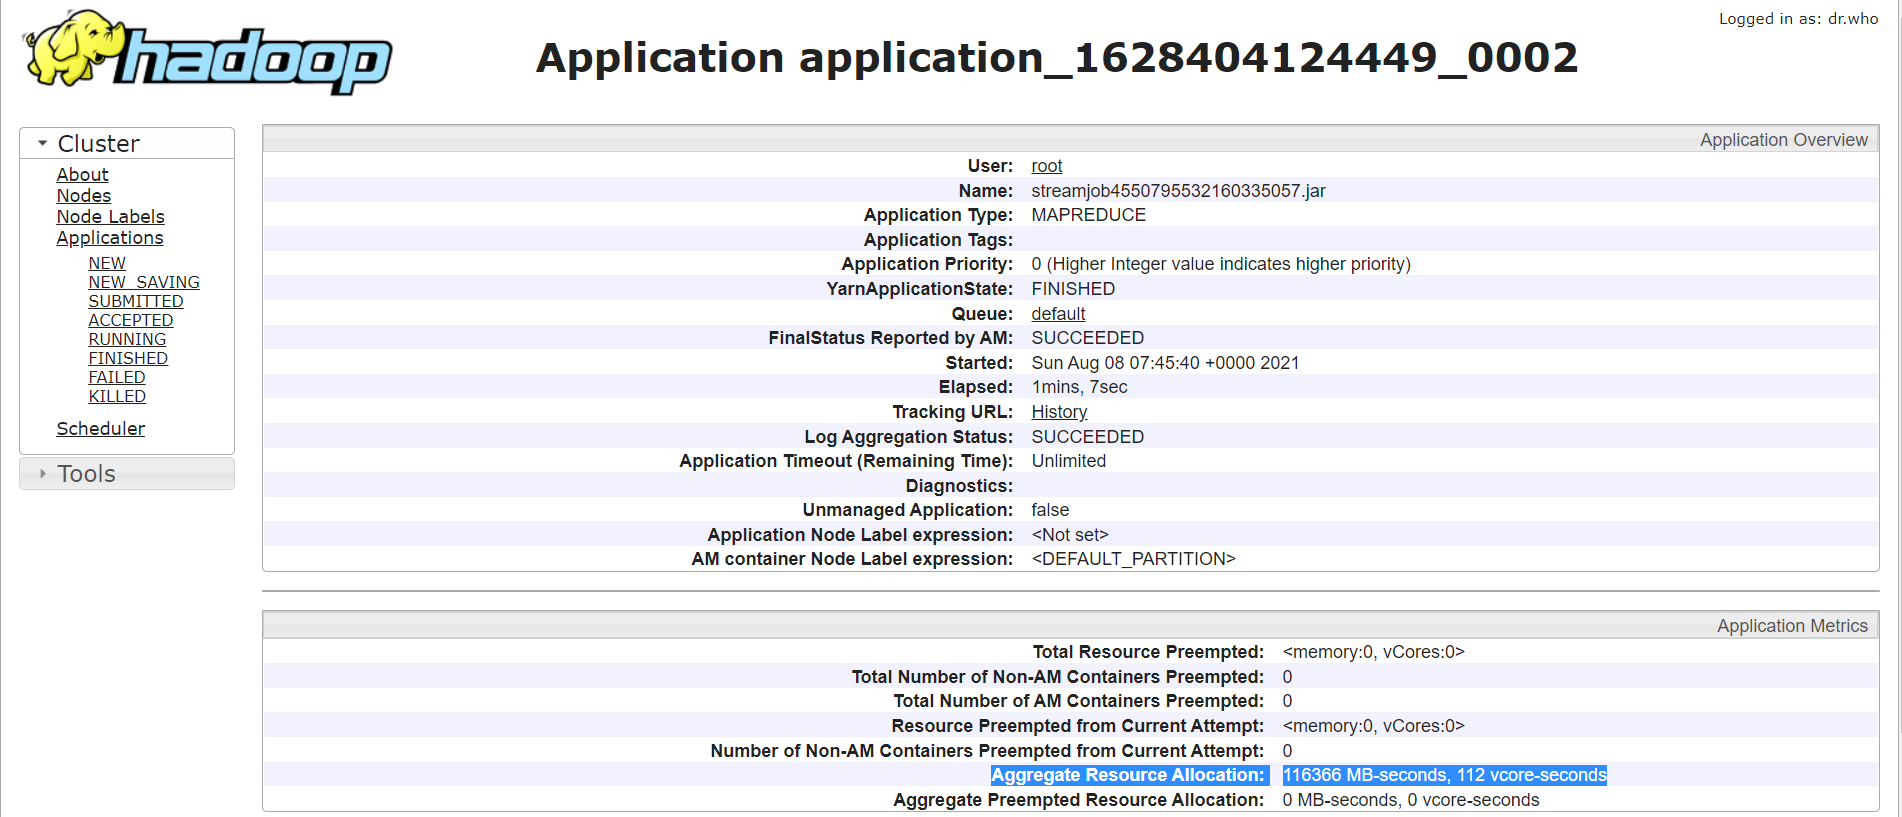 Logged in as: dr.who
hadoop
Application application_1628404124449_0002
Cluster
About
Nodes
Node Labels
Applications
NEW
NEW_SAVING
SUBMITTED
ACCEPTED
RUNNING
FINISHED
FAILED
KILLED
Scheduler
Tools
Application Overview
User: root
Name: streamjob4550795532160335057.jar
Application Type: MAPREDUCE
Application Tags:
Application Priority: 0 (Higher Integer value indicates higher priority)
YarnApplicationState: FINISHED
Queue: default
FinalStatus Reported by AM: SUCCEEDED
Started: Sun Aug 08 07:45:40 +0000 2021
Elapsed: 1mins, 7sec
Tracking URL: History
Log Aggregation Status: SUCCEEDED
Application Timeout (Remaining Time): Unlimited
Diagnostics:
Unmanaged Application: false
Application Node Label expression: <Not set>
AM container Node Label expression: <DEFAULT_PARTITION>
Application Metrics
Total Resource Preempted: <memory:0, vCores:0>
Total Number of Non-AM Containers Preempted: 0
Total Number of AM Containers Preempted: 0
Resource Preempted from Current Attempt: <memory:0, vCores:0>
Number of Non-AM Containers Preempted from Current Attempt: 0
Aggregate Resource Allocation: 116366 MB-seconds, 112 vcore-seconds
Aggregate Preempted Resource Allocation: 0 MB-seconds, 0 vcore-seconds